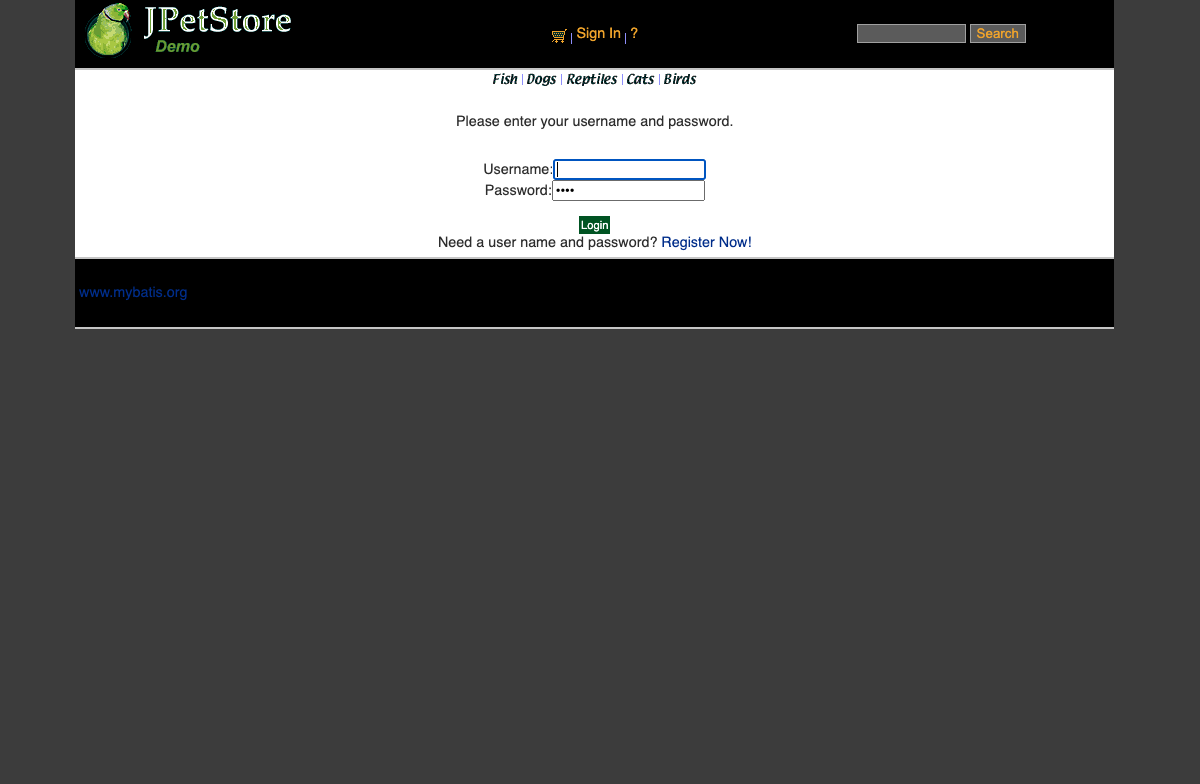 JPetStore
Demo
Sign In | ?
Search
Fish | Dogs | Reptiles | Cats | Birds
Please enter your username and password.
Username:
Password: ••••
Login
Need a user name and password? Register Now!
www.mybatis.org